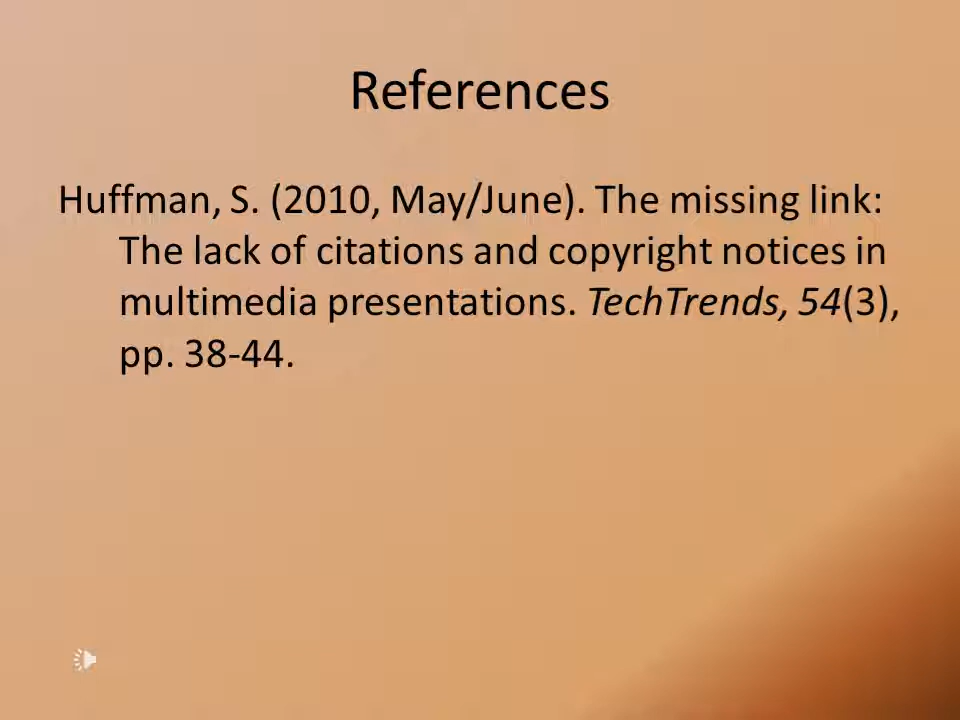 References
Huffman, S. (2010, May/June). The missing link:
The lack of citations and copyright notices in
multimedia presentations. TechTrends, 54(3),
pp. 38-44.